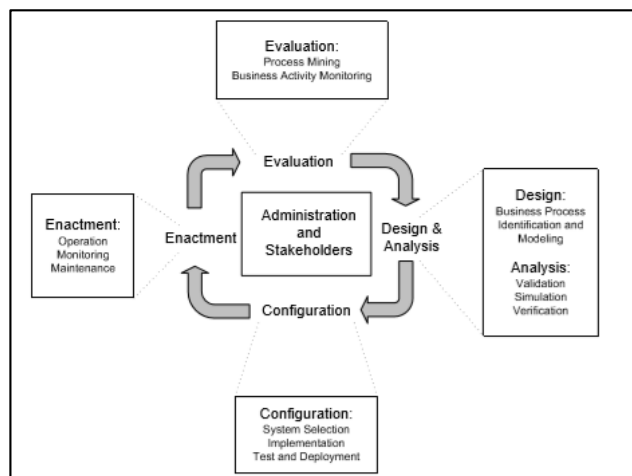 Evaluation:
Process Mining
Business Activity Monitoring
Evaluation
Enactment:
Operation
Monitoring
Maintenance
Enactment
Administration
and
Stakeholders
Design &
Analysis
Design:
Business Process
Identification and
Modeling
Analysis:
Validation
Simulation
Verification
Configuration
Configuration:
System Selection
Implementation
Test and Deployment